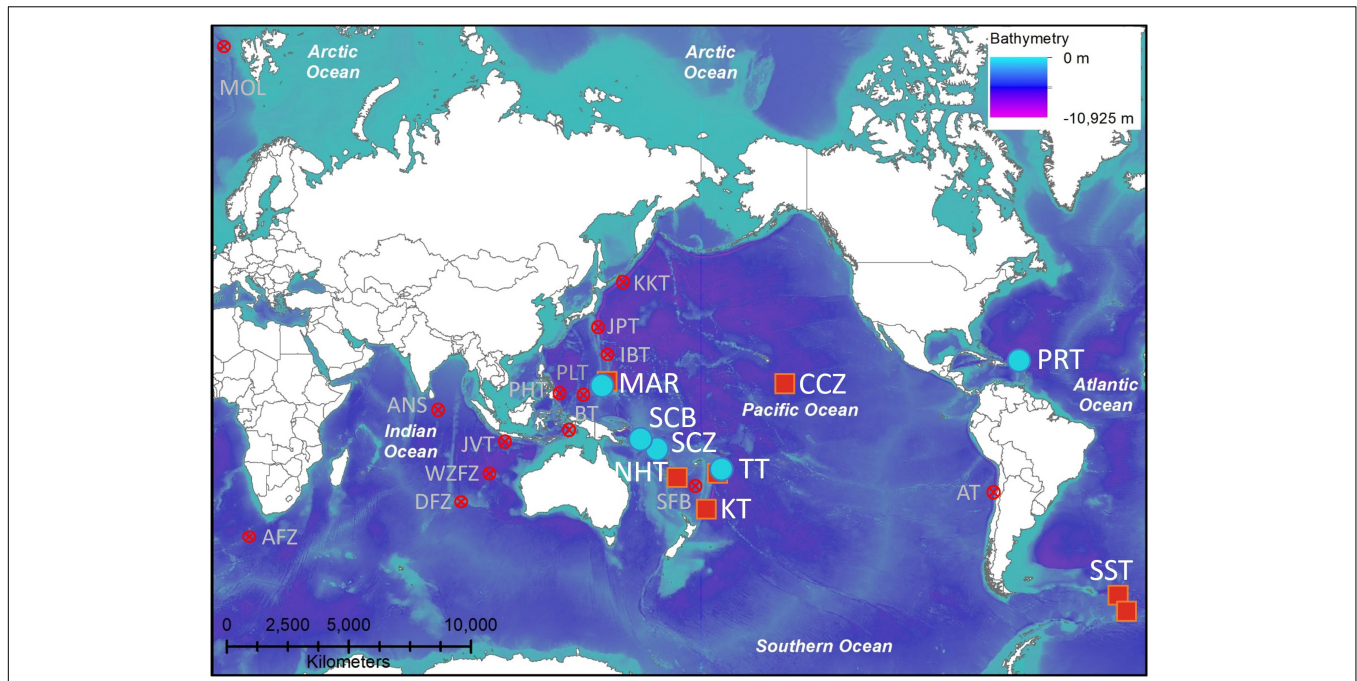 Arctic
Ocean
Arctic
Ocean
Bathymetry
0 m
-10,925 m
MOL
KKT
JPT
IBT
PLT
PHT
MAR
CCZ
PRT
Pacific Ocean
Atlantic
Ocean
ANS
Indian
Ocean
BT
SCB
JVT
SCZ
WZFZ
NHT
TT
DFZ
SFB
KT
AT
AFZ
SST
0 2,500 5,000 10,000
Kilometers
Southern Ocean